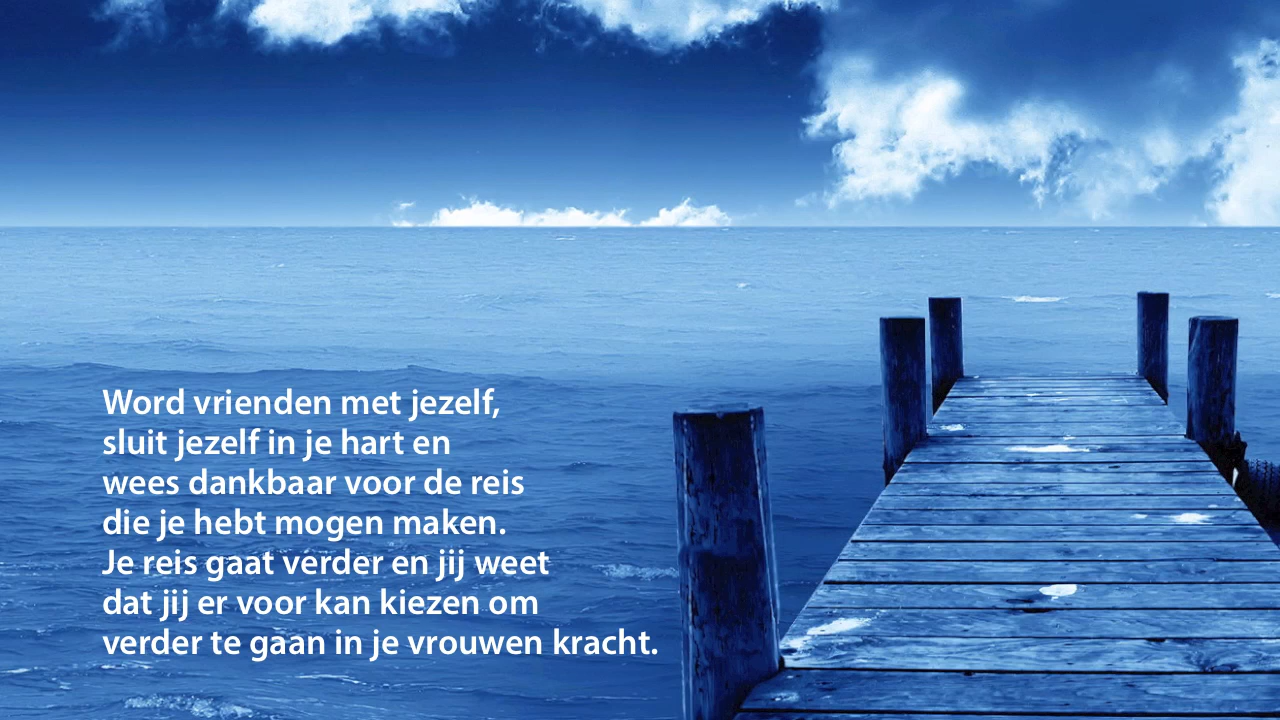 Word vrienden met jezelf,
sluit jezelf in je hart en
wees dankbaar voor de reis
die je hebt mogen maken.
Je reis gaat verder en jij weet
dat jij er voor kan kiezen om
verder te gaan in je vrouwen kracht.